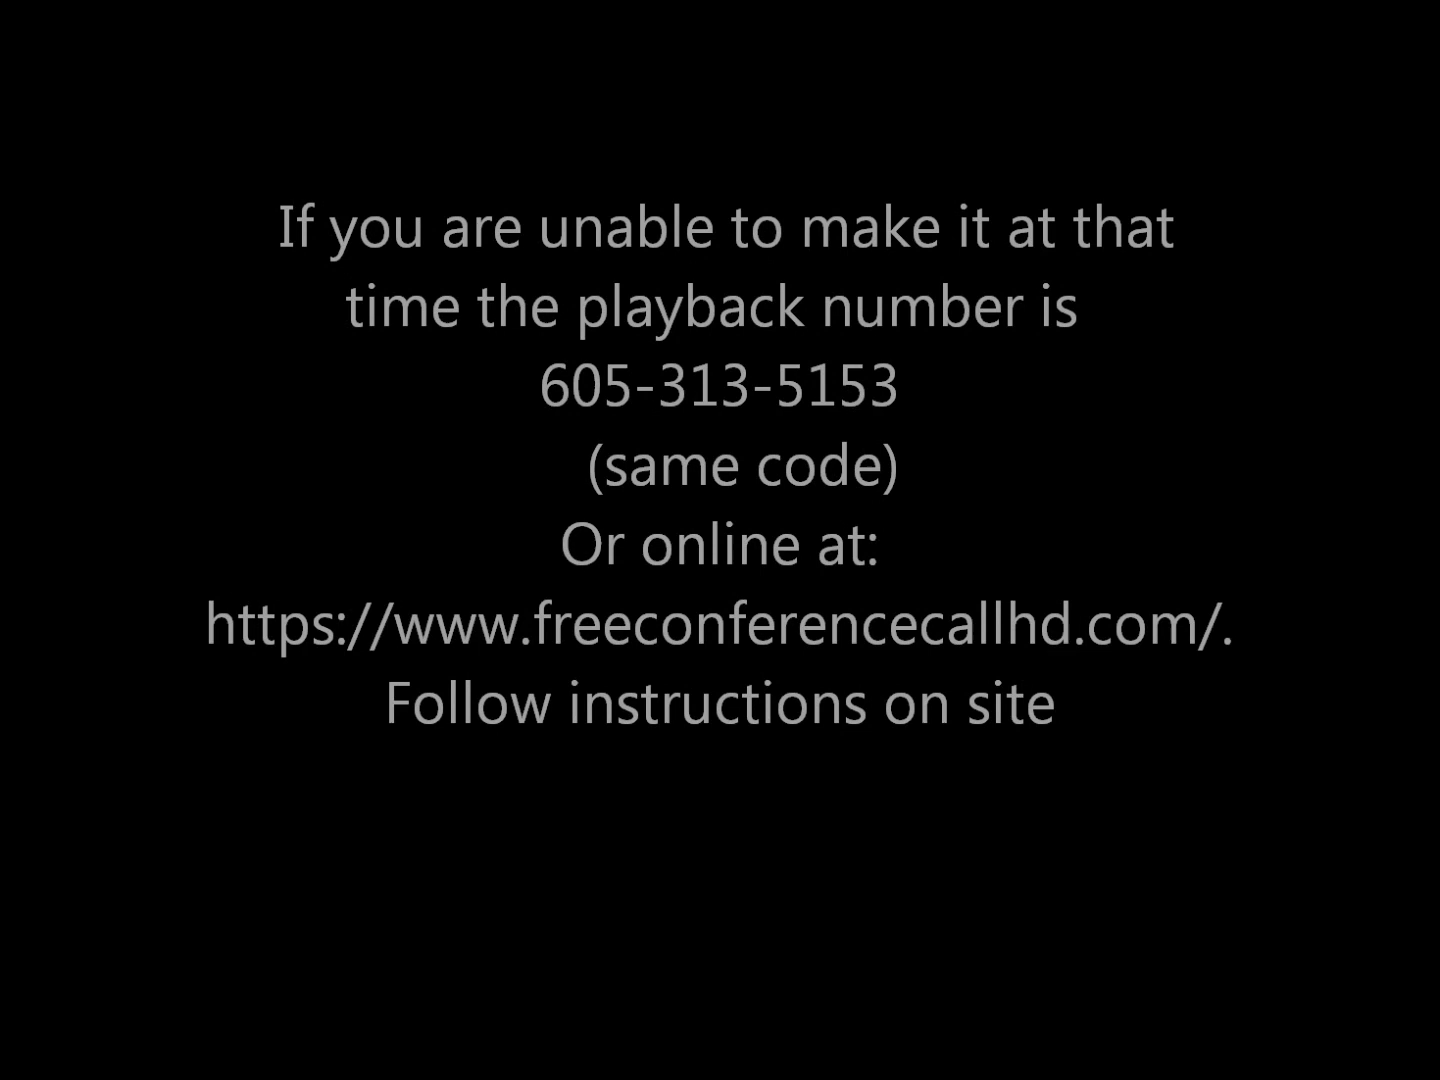 If you are unable to make it at that
time the playback number is
605-313-5153
(same code)
Or online at:
https://www.freeconferencecallhd.com/.
Follow instructions on site